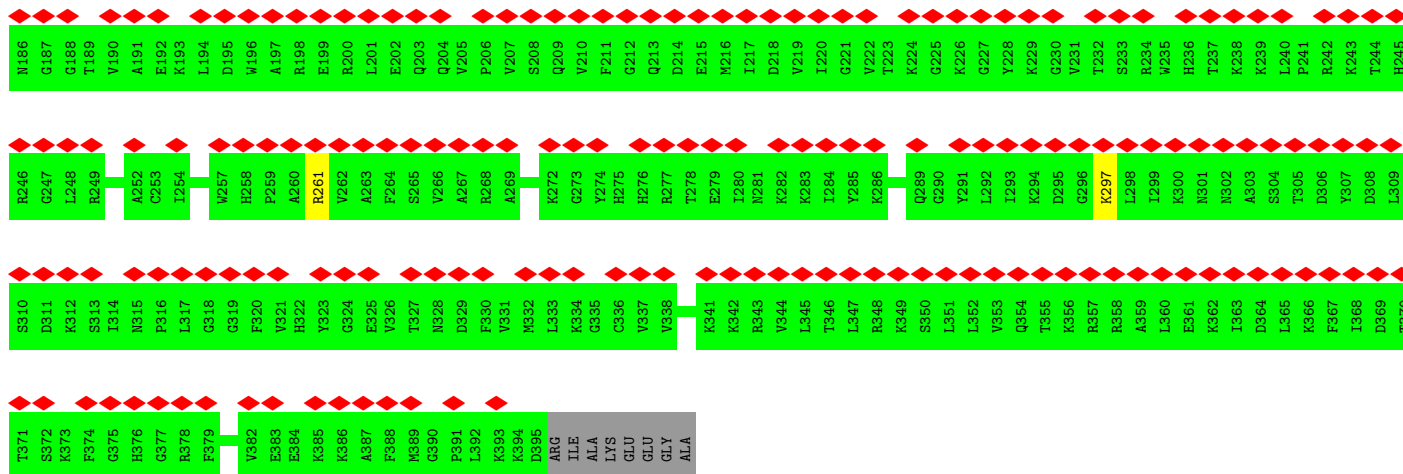 N186 G187 G188 T189 V190 A191 E192 K193 L194 D195 W196 A197 R198 E199 R200 L201 E202 Q203 Q204 V205 P206 V207 S208 Q209 V210 F211 G212 Q213 D214 E215 M216 I217 D218 V219 I220 G221 V222 T223 K224 G225 K226 G227 Y228 K229 G230 V231 T232 S233 R234 W235 H236 T237 K238 K239 L240 P241 R242 K243 T244 H245
R246 G247 L248 R249 A252 C253 I254 W257 H258 P259 A260 R261 V262 A263 F264 S265 V266 A267 R268 A269 K272 G273 Y274 H275 H276 R277 T278 E279 I280 N281 K282 K283 I284 Y285 K286 Q289 G290 Y291 L292 I293 K294 D295 G296 K297 L298 I299 K300 N301 N302 A303 S304 T305 D306 Y307 D308 L309
S310 D311 K312 S313 I314 N315 P316 L317 G318 G319 F320 V321 H322 Y323 G324 E325 V326 T327 N328 D329 F330 V331 M332 L333 K334 G335 C336 V337 V338 K341 K342 R343 V344 L345 T346 L347 R348 K349 S350 L351 L352 V353 Q354 T355 K356 R357 R358 A359 L360 E361 K362 I363 D364 L365 K366 F367 I368 D369
T371 S372 K373 F374 G375 H376 G377 R378 F379 V382 E383 E384 K385 K386 A387 F388 M389 G390 P391 L392 K393 K394 D395 ARG ILE ALA LYS GLU GLU GLY ALA